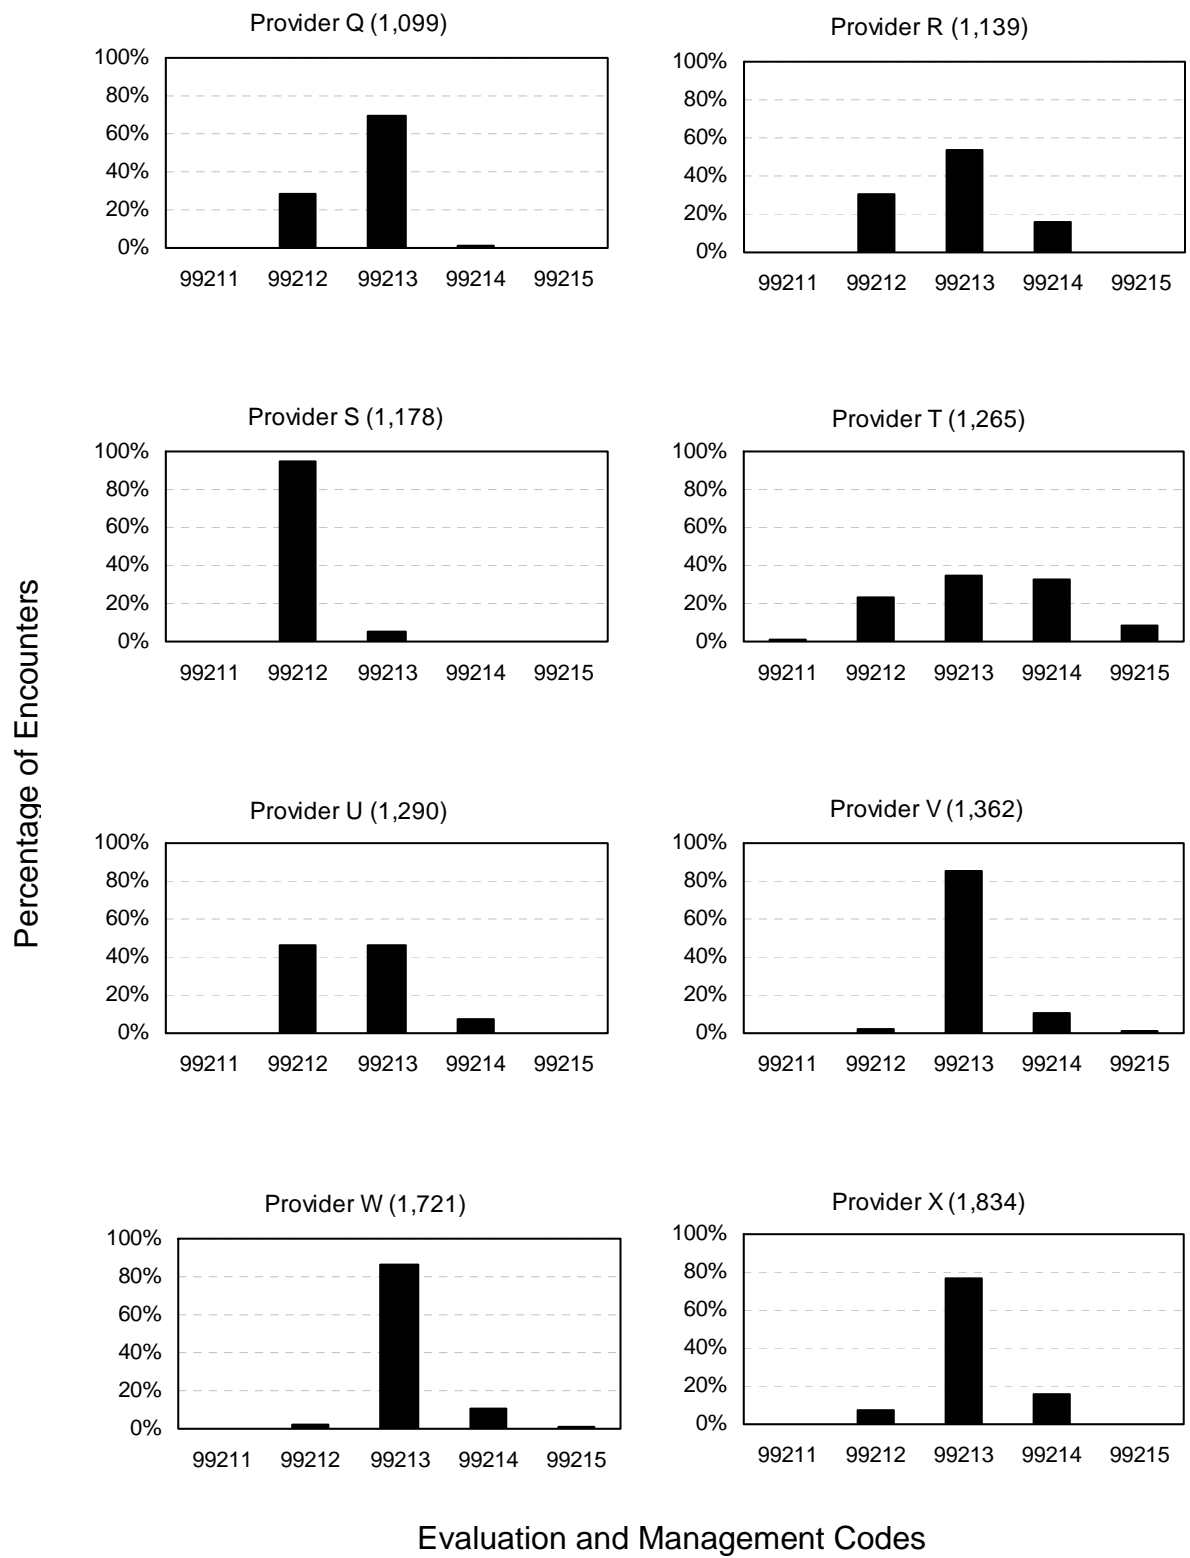 Provider Q (1,099)
100%
80%
60%
40%
20%
0%
99211 99212 99213 99214 99215
Provider R (1,139)
100%
80%
60%
40%
20%
0%
99211 99212 99213 99214 99215
Provider S (1,178)
100%
80%
60%
40%
20%
0%
99211 99212 99213 99214 99215
Provider T (1,265)
100%
80%
60%
40%
20%
0%
99211 99212 99213 99214 99215
Percentage of Encounters
Provider U (1,290)
100%
80%
60%
40%
20%
0%
99211 99212 99213 99214 99215
Provider V (1,362)
100%
80%
60%
40%
20%
0%
99211 99212 99213 99214 99215
Provider W (1,721)
100%
80%
60%
40%
20%
0%
99211 99212 99213 99214 99215
Provider X (1,834)
100%
80%
60%
40%
20%
0%
99211 99212 99213 99214 99215
Evaluation and Management Codes